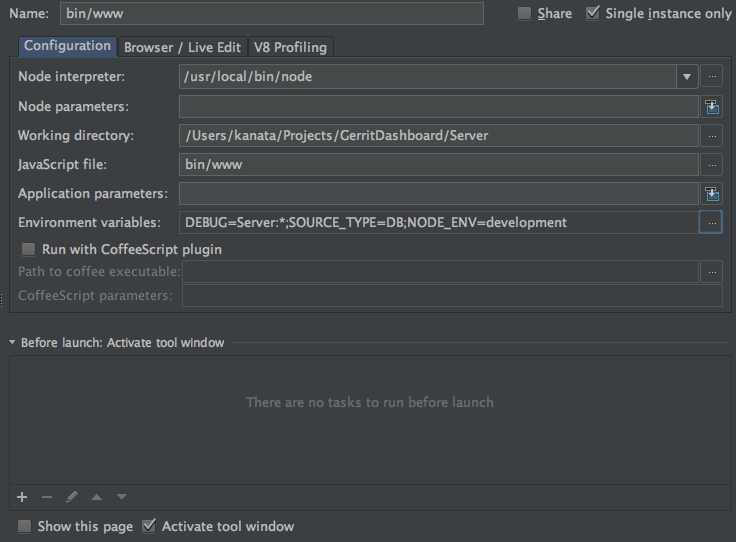 Name: bin/www Share Single instance only
Configuration Browser / Live Edit V8 Profiling
Node interpreter: /usr/local/bin/node ...
Node parameters:
Working directory: /Users/kanata/Projects/GerritDashboard/Server ...
JavaScript file: bin/www ...
Application parameters:
Environment variables: DEBUG=Server:*;SOURCE_TYPE=DB;NODE_ENV=development ...
Run with CoffeeScript plugin
Path to coffee executable: ...
CoffeeScript parameters:
Before launch: Activate tool window
There are no tasks to run before launch
Show this page Activate tool window